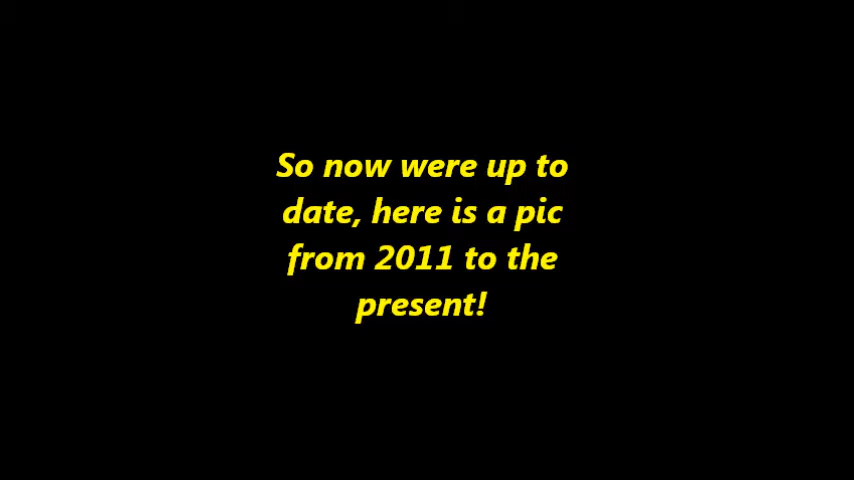 So now were up to
date, here is a pic
from 2011 to the
present!